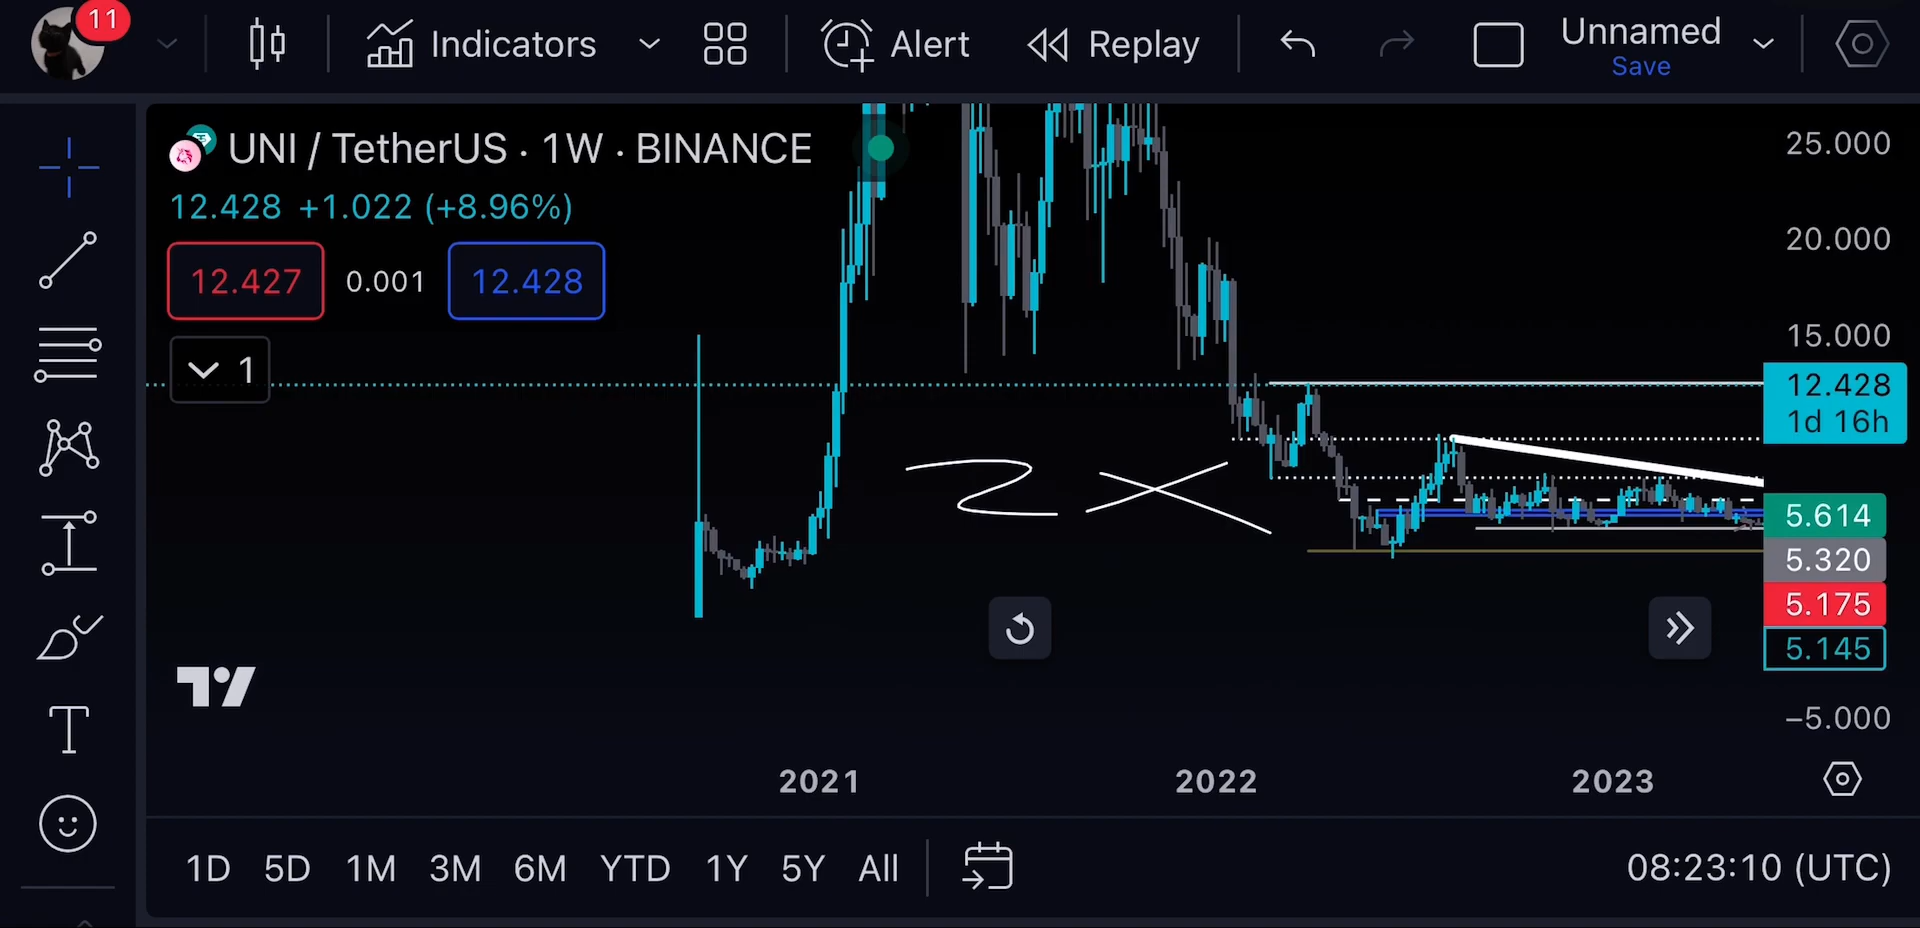 11
Indicators
Alert
Replay
Unnamed
Save
UNI / TetherUS · 1W · BINANCE
12.428 +1.022 (+8.96%)
12.427 0.001 12.428
1
2x
25.000
20.000
15.000
12.428
1d 16h
5.614
5.320
5.175
5.145
−5.000
2021 2022 2023
1D 5D 1M 3M 6M YTD 1Y 5Y All
08:23:10 (UTC)